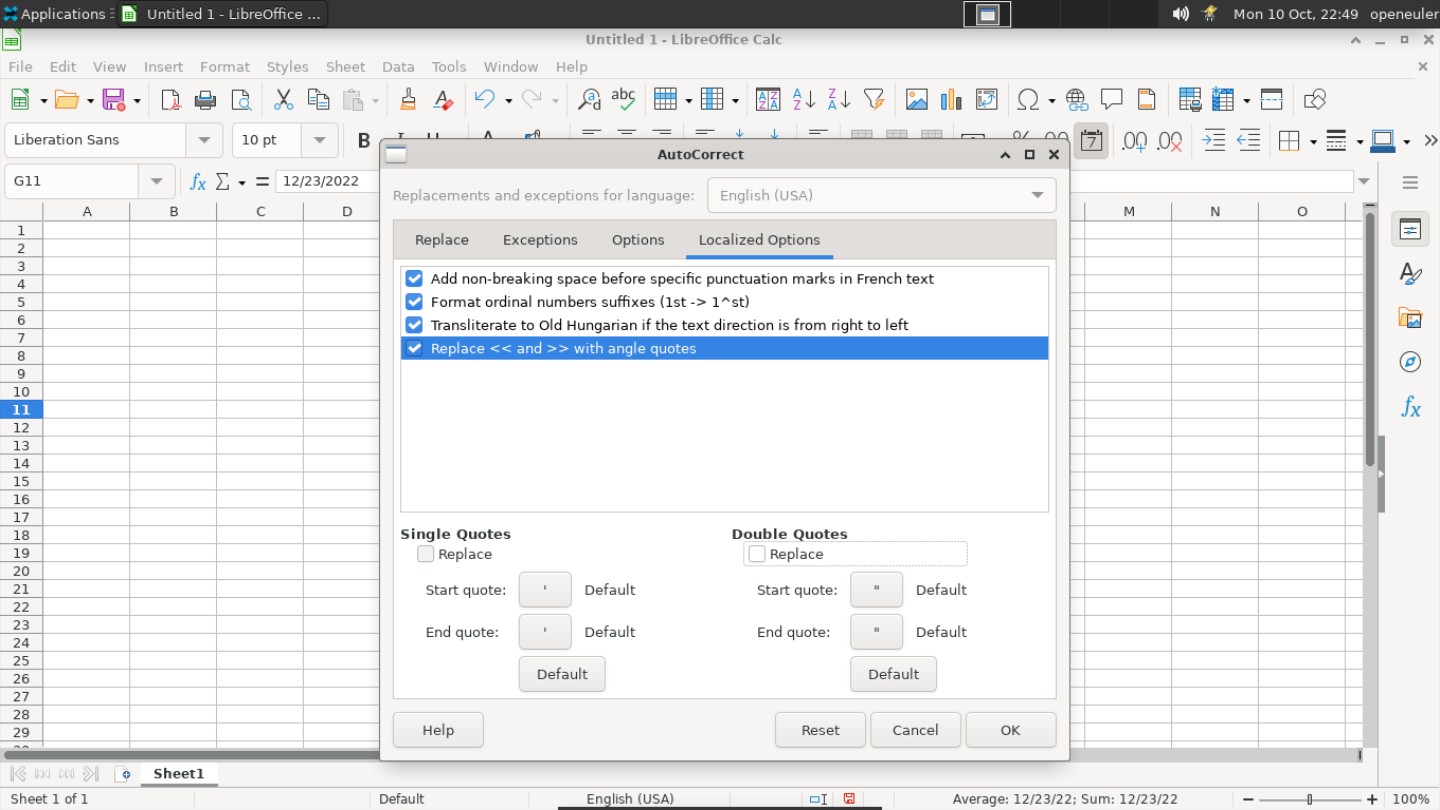 Applications
Untitled 1 - LibreOffice ...
Mon 10 Oct, 22:49
openeuler
Untitled 1 - LibreOffice Calc
File Edit View Insert Format Styles Sheet Data Tools Window Help
Liberation Sans
10 pt
G11
12/23/2022
AutoCorrect
Replacements and exceptions for language:
English (USA)
Replace
Exceptions
Options
Localized Options
Add non-breaking space before specific punctuation marks in French text
Format ordinal numbers suffixes (1st -> 1^st)
Transliterate to Old Hungarian if the text direction is from right to left
Replace << and >> with angle quotes
Single Quotes
Replace
Start quote: ' Default
End quote: ' Default
Default
Double Quotes
Replace
Start quote: " Default
End quote: " Default
Default
Help
Reset
Cancel
OK
A B C D M N O
1
2
3
4
5
6
7
8
9
10
11
12
13
14
15
16
17
18
19
20
21
22
23
24
25
26
27
28
29
Sheet1
Sheet 1 of 1
Default
English (USA)
Average: 12/23/22; Sum: 12/23/22
100%